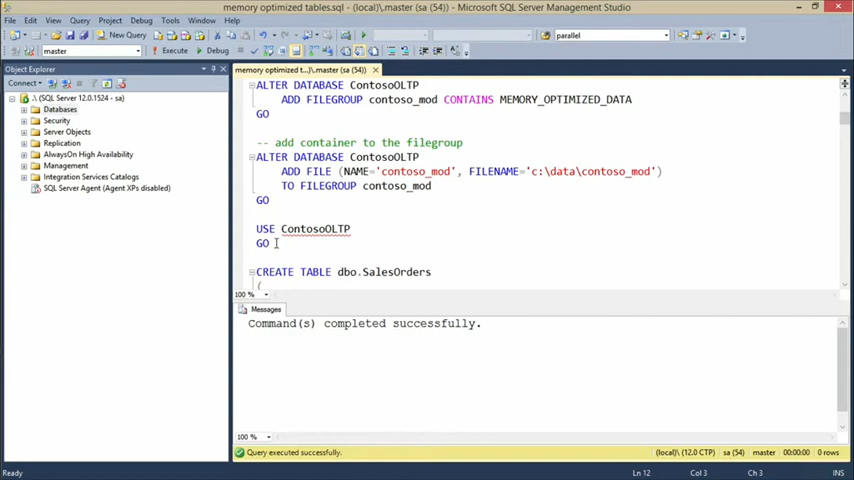 memory optimized tables.sql - (local)\.master (sa (54)) - Microsoft SQL Server Management Studio
File Edit View Query Project Debug Tools Window Help
New Query
parallel
master
Execute
Debug
Object Explorer
Connect
.\ (SQL Server 12.0.1524 - sa)
Databases
Security
Server Objects
Replication
AlwaysOn High Availability
Management
Integration Services Catalogs
SQL Server Agent (Agent XPs disabled)
memory optimized t...)\.master (sa (54))
ALTER DATABASE ContosoOLTP
ADD FILEGROUP contoso_mod CONTAINS MEMORY_OPTIMIZED_DATA
GO
-- add container to the filegroup
ALTER DATABASE ContosoOLTP
ADD FILE (NAME='contoso_mod', FILENAME='c:\data\contoso_mod')
TO FILEGROUP contoso_mod
GO
USE ContosoOLTP
GO
CREATE TABLE dbo.SalesOrders
(
100 %
Messages
Command(s) completed successfully.
100 %
Query executed successfully.
(local)\ (12.0 CTP)
sa (54)
master
00:00:00
0 rows
Ready
Ln 12
Col 3
Ch 3
INS